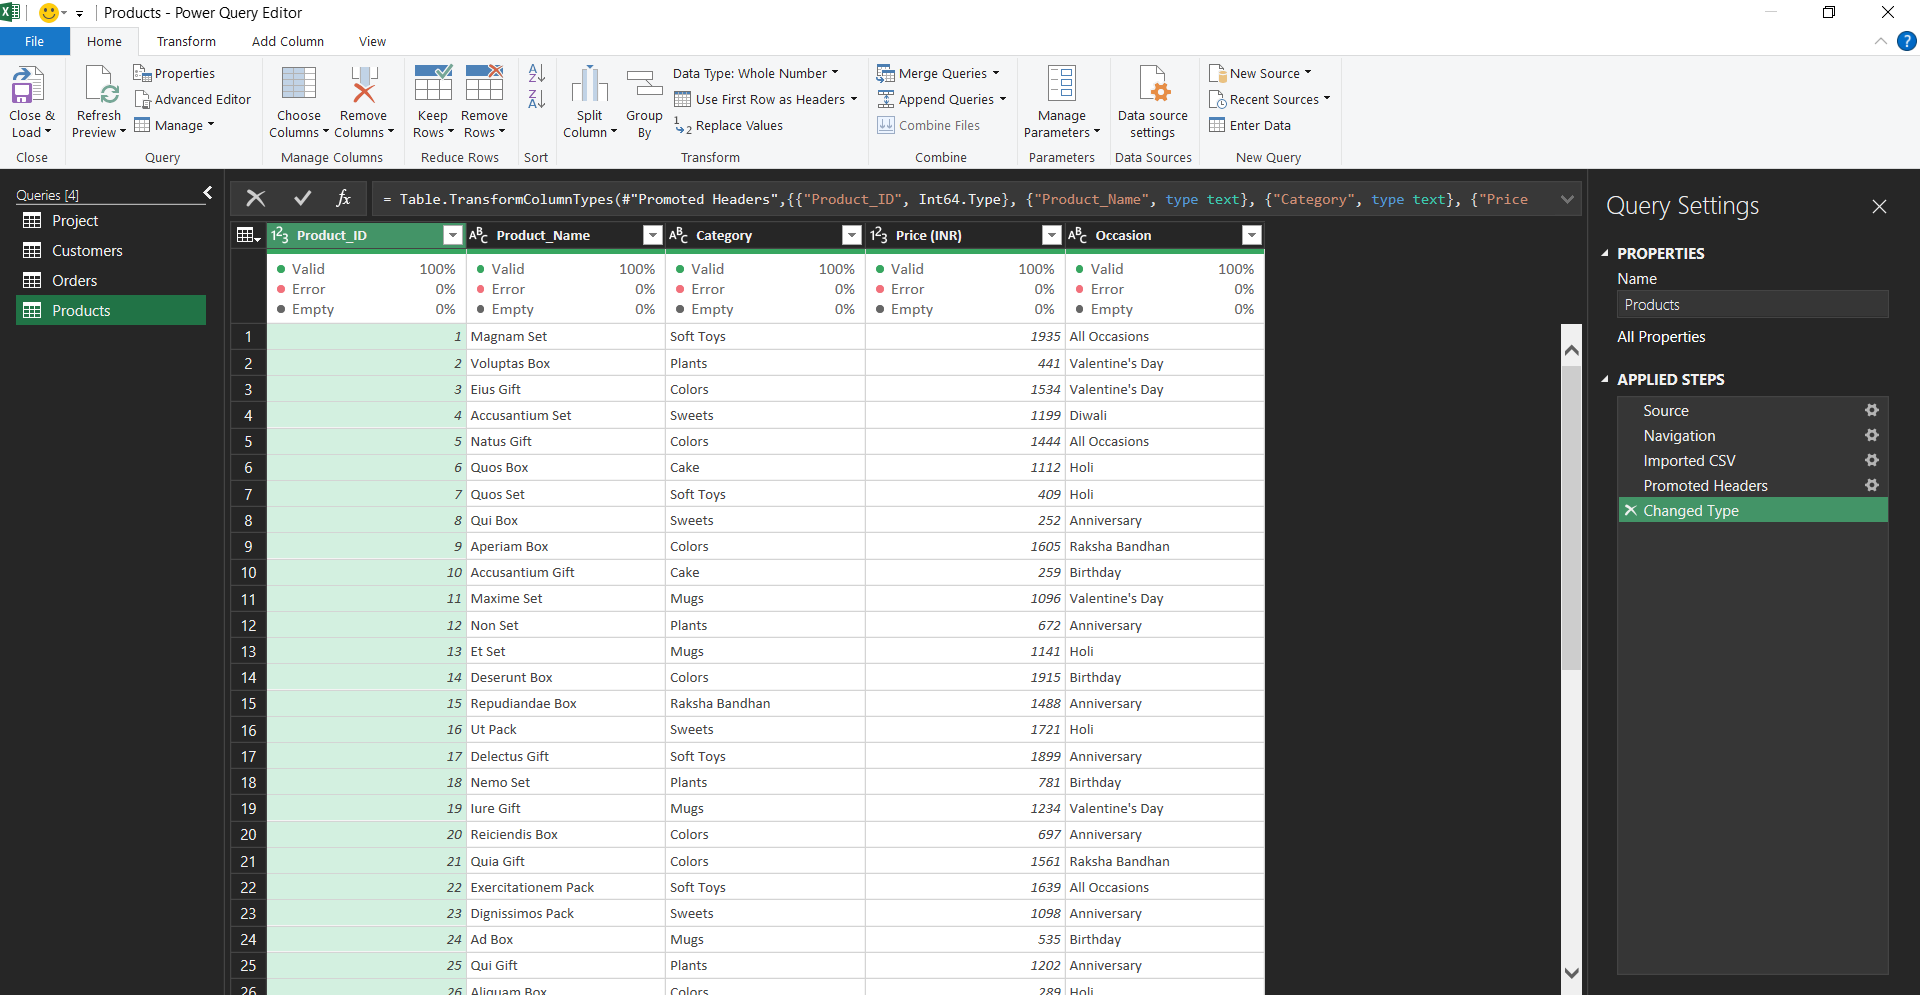 Products - Power Query Editor
File Home Transform Add Column View
Close & Load
Close
Refresh Preview
Properties
Advanced Editor
Manage
Query
Choose Columns
Remove Columns
Manage Columns
Keep Rows
Remove Rows
Reduce Rows
Sort
Split Column
Group By
Data Type: Whole Number
Use First Row as Headers
Replace Values
Transform
Merge Queries
Append Queries
Combine Files
Combine
Manage Parameters
Parameters
Data source settings
Data Sources
New Source
Recent Sources
Enter Data
New Query
Queries [4]
Project
Customers
Orders
Products
fx = Table.TransformColumnTypes(#"Promoted Headers",{{"Product_ID", Int64.Type}, {"Product_Name", type text}, {"Category", type text}, {"Price
Product_ID Product_Name Category Price (INR) Occasion
Valid 100% Valid 100% Valid 100% Valid 100% Valid 100%
Error 0% Error 0% Error 0% Error 0% Error 0%
Empty 0% Empty 0% Empty 0% Empty 0% Empty 0%
1 1 Magnam Set Soft Toys 1935 All Occasions
2 2 Voluptas Box Plants 441 Valentine's Day
3 3 Eius Gift Colors 1534 Valentine's Day
4 4 Accusantium Set Sweets 1199 Diwali
5 5 Natus Gift Colors 1444 All Occasions
6 6 Quos Box Cake 1112 Holi
7 7 Quos Set Soft Toys 409 Holi
8 8 Qui Box Sweets 252 Anniversary
9 9 Aperiam Box Colors 1605 Raksha Bandhan
10 10 Accusantium Gift Cake 259 Birthday
11 11 Maxime Set Mugs 1096 Valentine's Day
12 12 Non Set Plants 672 Anniversary
13 13 Et Set Mugs 1141 Holi
14 14 Deserunt Box Colors 1915 Birthday
15 15 Repudiandae Box Raksha Bandhan 1488 Anniversary
16 16 Ut Pack Sweets 1721 Holi
17 17 Delectus Gift Soft Toys 1899 Anniversary
18 18 Nemo Set Plants 781 Birthday
19 19 Iure Gift Mugs 1234 Valentine's Day
20 20 Reiciendis Box Colors 697 Anniversary
21 21 Quia Gift Colors 1561 Raksha Bandhan
22 22 Exercitationem Pack Soft Toys 1639 All Occasions
23 23 Dignissimos Pack Sweets 1098 Anniversary
24 24 Ad Box Mugs 535 Birthday
25 25 Qui Gift Plants 1202 Anniversary
26 26 Aliquam Box Colors 289 Holi
Query Settings
PROPERTIES
Name
Products
All Properties
APPLIED STEPS
Source
Navigation
Imported CSV
Promoted Headers
Changed Type